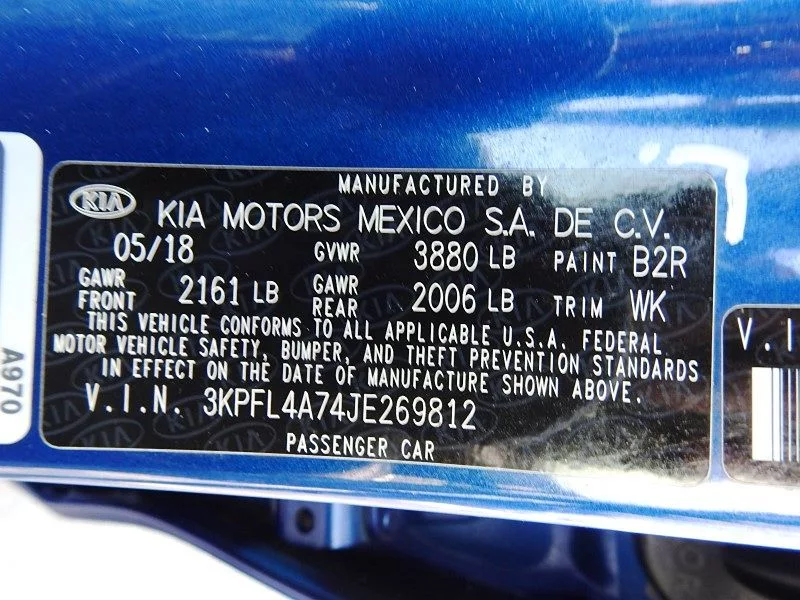 MANUFACTURED BY
KIA KIA MOTORS MEXICO S.A. DE C.V.
05/18 GVWR 3880 LB PAINT B2R
GAWR FRONT 2161 LB GAWR REAR 2006 LB TRIM WK
THIS VEHICLE CONFORMS TO ALL APPLICABLE U.S.A. FEDERAL
MOTOR VEHICLE SAFETY, BUMPER, AND THEFT PREVENTION STANDARDS
IN EFFECT ON THE DATE OF MANUFACTURE SHOWN ABOVE.
V.I.N. 3KPFL4A74JE269812
PASSENGER CAR
A970
V.I